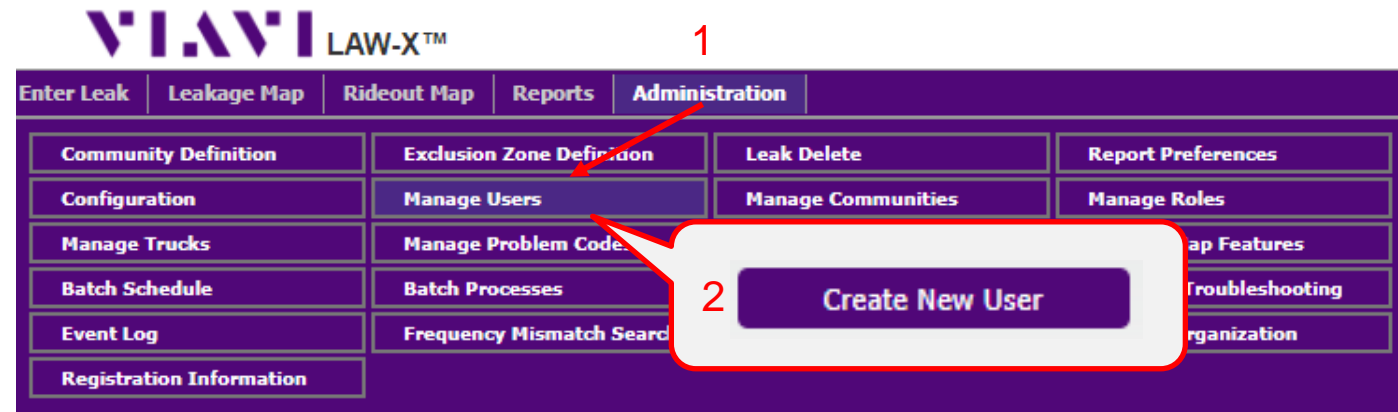 VIAVI LAW-X™
1
Enter Leak Leakage Map Rideout Map Reports Administration
Community Definition Exclusion Zone Definition Leak Delete Report Preferences
Configuration Manage Users Manage Communities Manage Roles
Manage Trucks Manage Problem Codes ap Features
Batch Schedule Batch Processes Troubleshooting
2 Create New User
Event Log Frequency Mismatch Search rganization
Registration Information